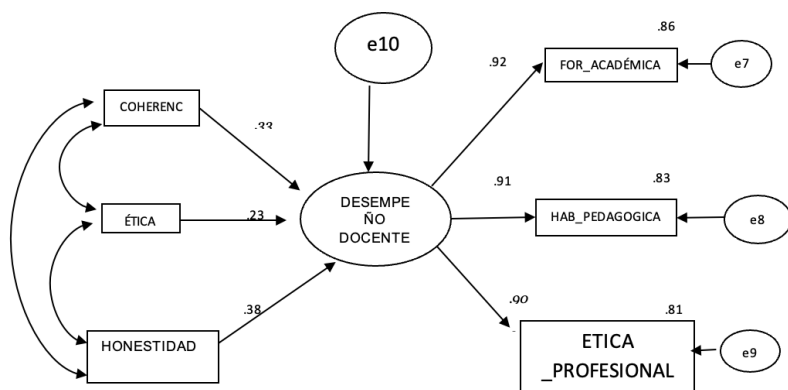 .86
e10
.92
FOR_ACADÉMICA
e7
COHERENC
.33
.91
.83
DESEMPE
ÑO
DOCENTE
ÉTICA
.23
HAB_PEDAGOGICA
e8
.38
.90
.81
HONESTIDAD
ETICA
_PROFESIONAL
e9